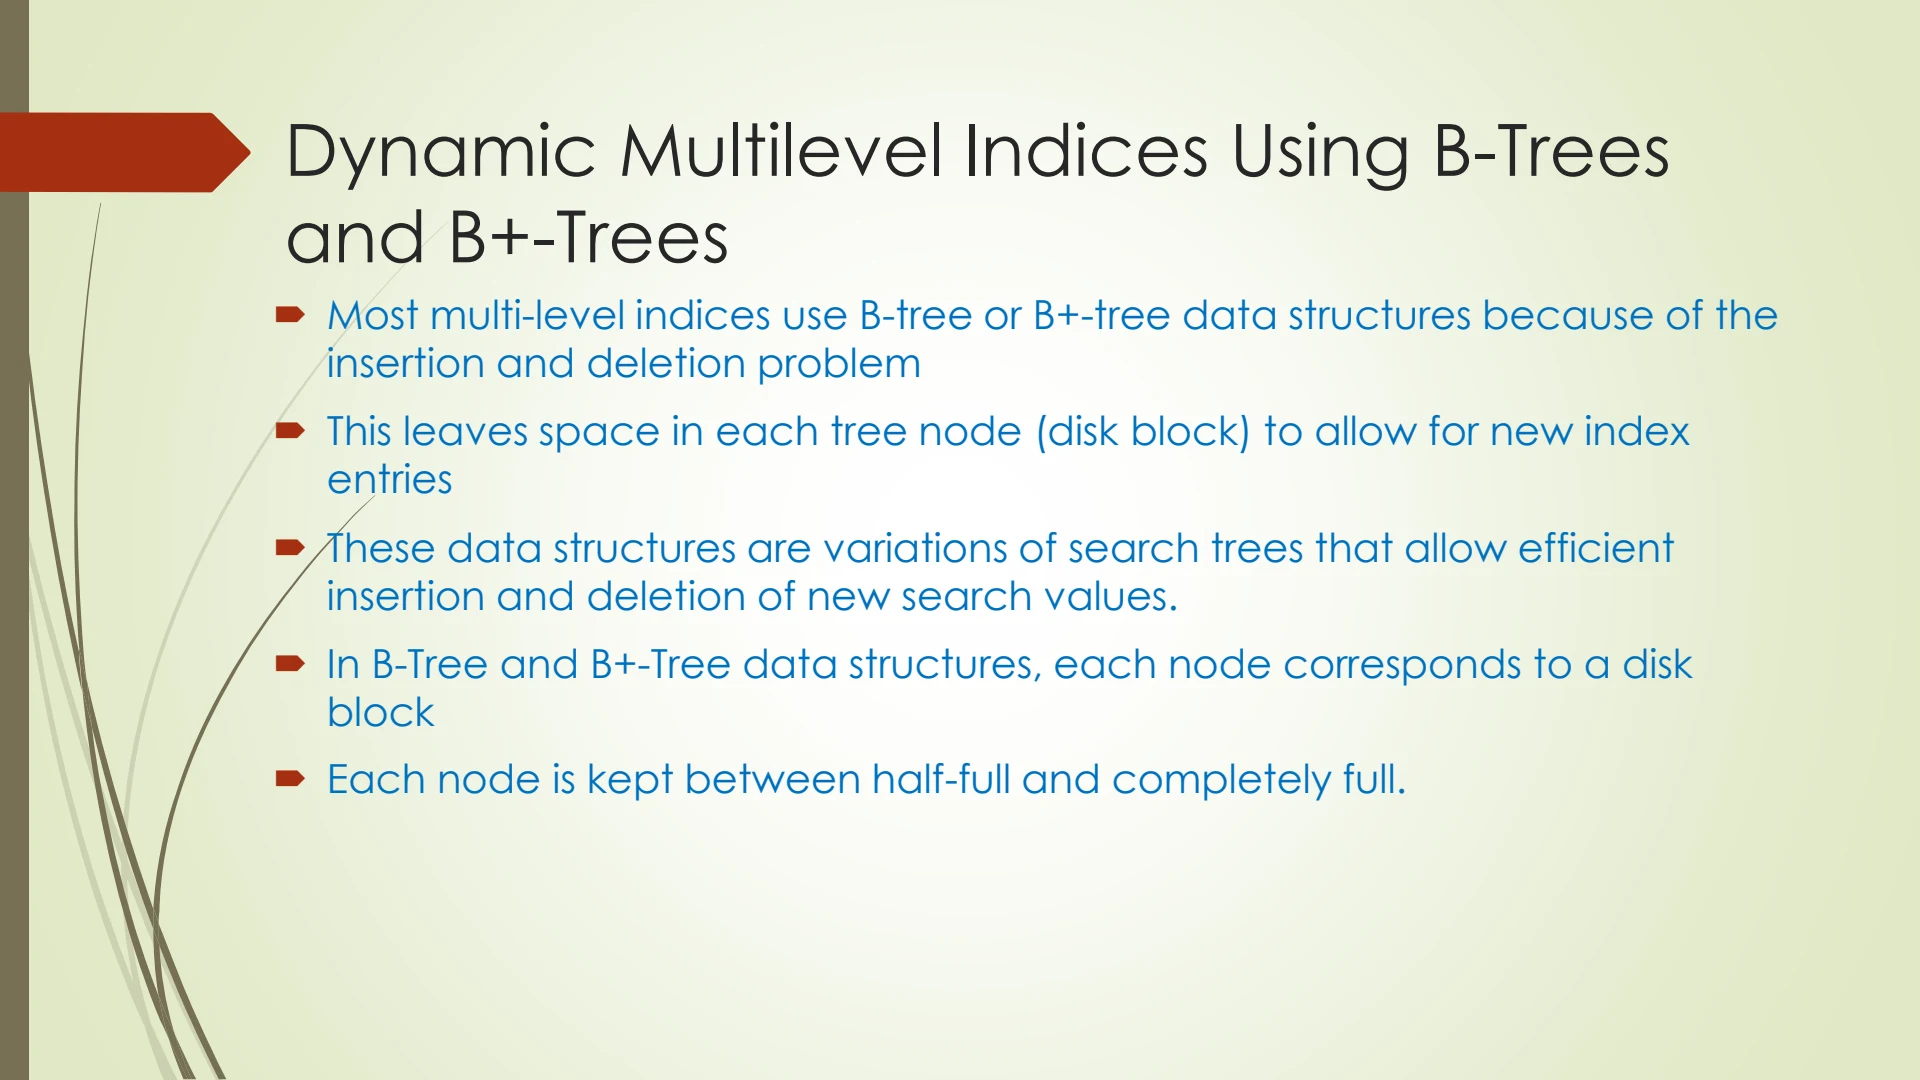 Dynamic Multilevel Indices Using B-Trees
and B+-Trees
Most multi-level indices use B-tree or B+-tree data structures because of the
insertion and deletion problem
This leaves space in each tree node (disk block) to allow for new index
entries
These data structures are variations of search trees that allow efficient
insertion and deletion of new search values.
In B-Tree and B+-Tree data structures, each node corresponds to a disk
block
Each node is kept between half-full and completely full.